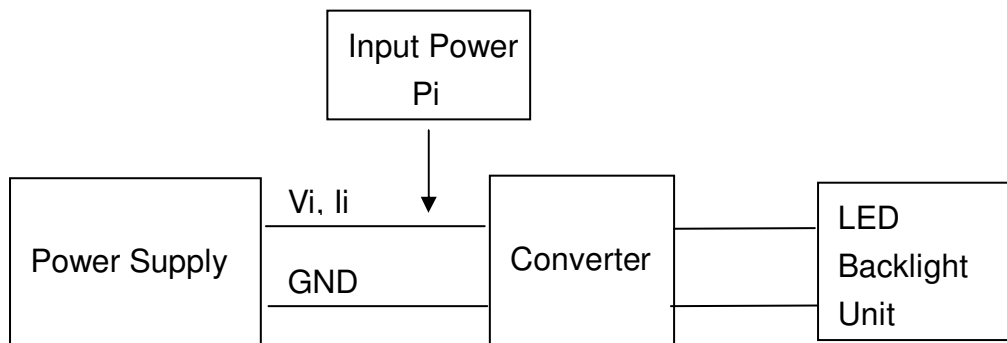 Input Power
Pi
Vi, Ii
Power Supply
GND
Converter
LED
Backlight
Unit